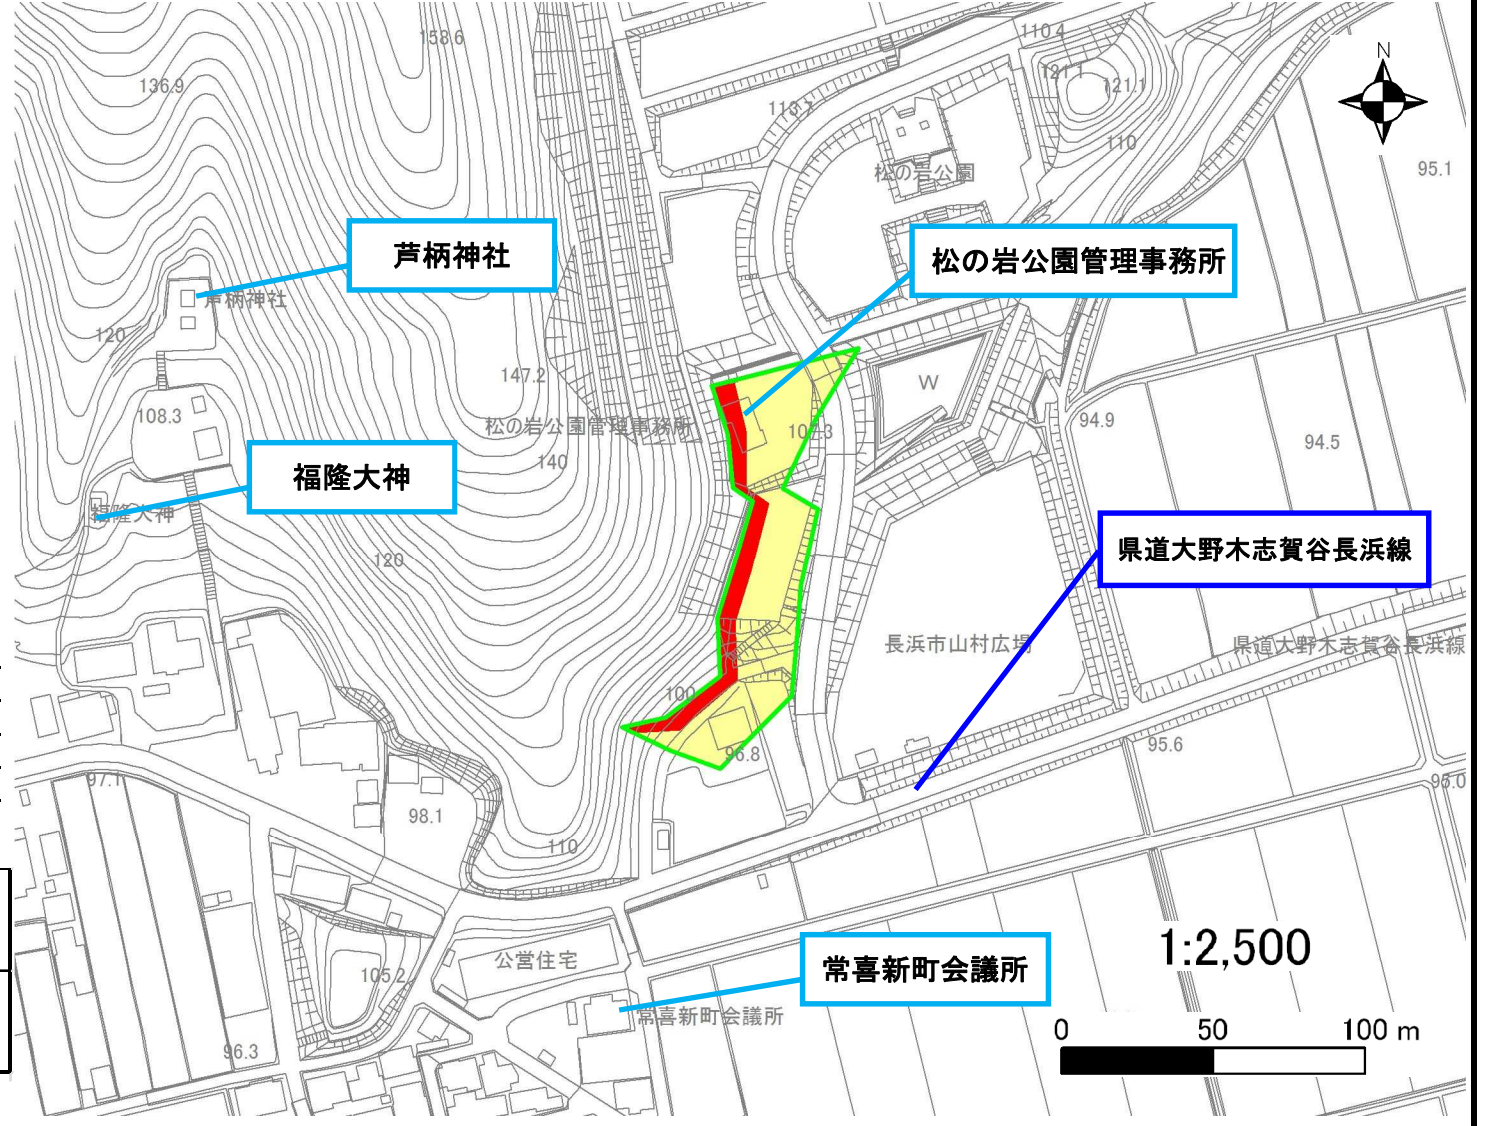 158.6
110.4
N
136.9
121.1
121.1
113.7
110
松の岩公園
95.1
芦柄神社
松の岩公園管理事務所
芦柄神社
120
147.2
W
108.3
松の岩公園管理事務所
107.3
94.9
94.5
140
福隆大神
福隆大神
県道大野木志賀谷長浜線
120
長浜市山村広場
県道大野木志賀谷長浜線
100
96.8
95.6
97.1
95.0
98.1
110
公営住宅
常喜新町会議所
1:2,500
105.2
常喜新町会議所
96.3
0 50 100 m